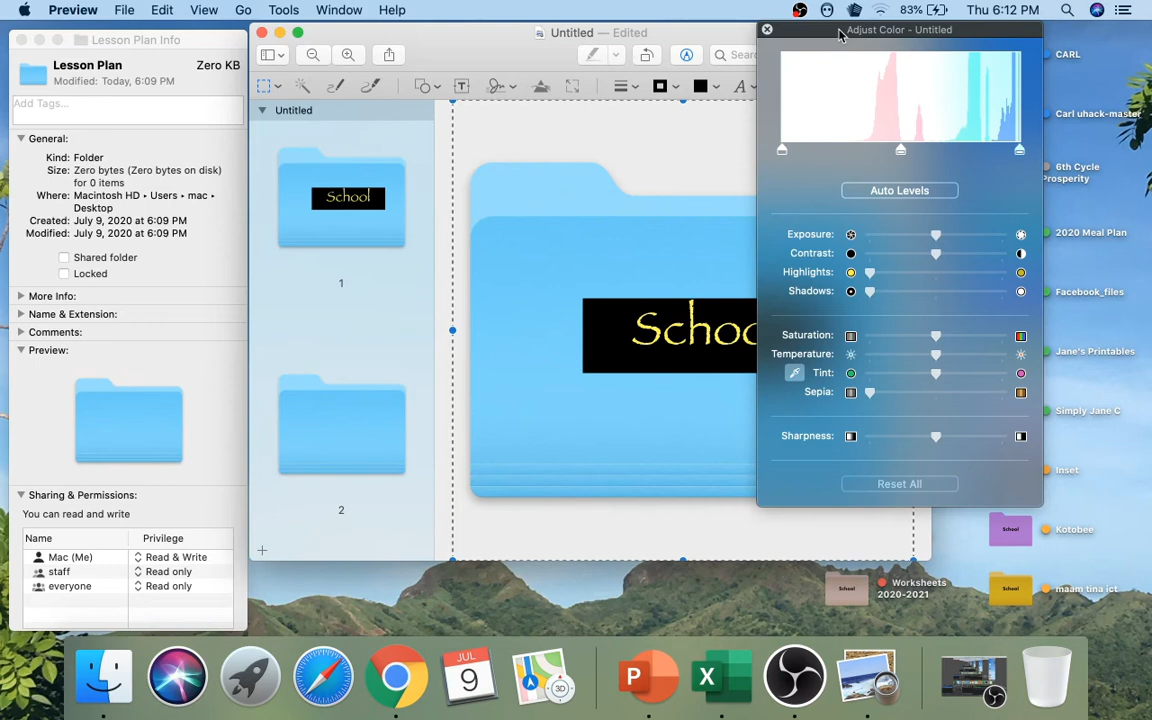 Preview File Edit View Go Tools Window Help 83% Thu 6:12 PM
Lesson Plan Info
Lesson Plan Zero KB
Modified: Today, 6:09 PM
Add Tags...
General:
Kind: Folder
Size: Zero bytes (Zero bytes on disk)
for 0 items
Where: Macintosh HD ▸ Users ▸ mac ▸
Desktop
Created: July 9, 2020 at 6:09 PM
Modified: July 9, 2020 at 6:09 PM
Shared folder
Locked
More Info:
Name & Extension:
Comments:
Preview:
Sharing & Permissions:
You can read and write
Name Privilege
Mac (Me) Read & Write
staff Read only
everyone Read only
Untitled — Edited
Untitled
School
1
2
Adjust Color - Untitled
Auto Levels
Exposure:
Contrast:
Highlights:
Shadows:
Saturation:
Temperature:
Tint:
Sepia:
Sharpness:
Reset All
CARL
Carl uhack-master
6th Cycle
Prosperity
2020 Meal Plan
Facebook_files
Jane's Printables
Simply Jane C
Inset
School
Kotobee
School
Worksheets
2020-2021
School
maam tina ict
JUL
9
3D
P
X